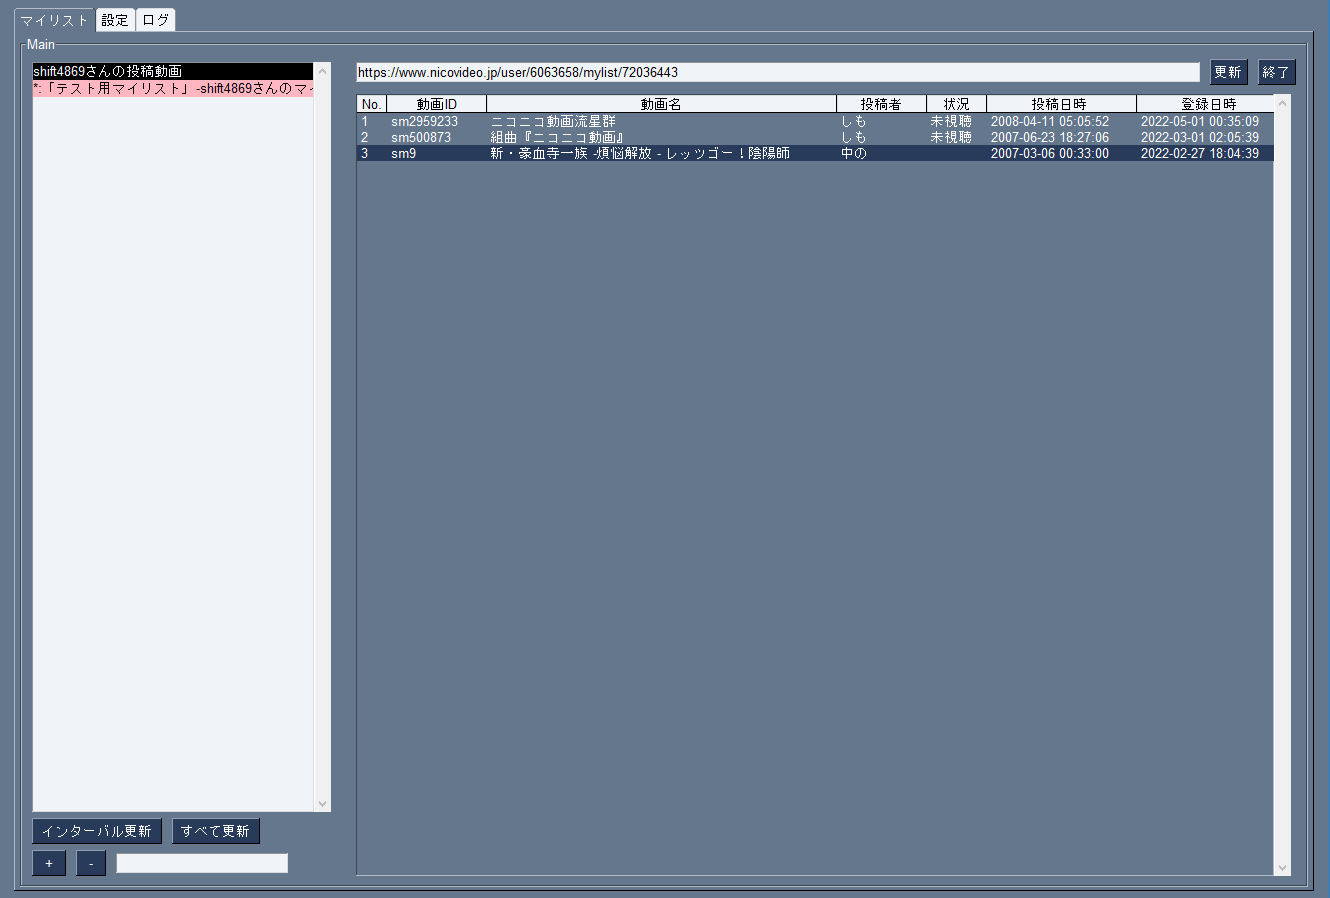 マイリスト 設定 ログ
Main
shift4869さんの投稿動画
*:「テスト用マイリスト」-shift4869さんのマイ
https://www.nicovideo.jp/user/6063658/mylist/72036443 更新 終了
No. 動画ID 動画名 投稿者 状況 投稿日時 登録日時
1 sm2959233 ニコニコ動画流星群 しも 未視聴 2008-04-11 05:05:52 2022-05-01 00:35:09
2 sm500873 組曲『ニコニコ動画』 しも 未視聴 2007-06-23 18:27:06 2022-03-01 02:05:39
3 sm9 新・豪血寺一族 -煩悩解放 - レッツゴー！陰陽師 中の 2007-03-06 00:33:00 2022-02-27 18:04:39
インターバル更新 すべて更新
+ -